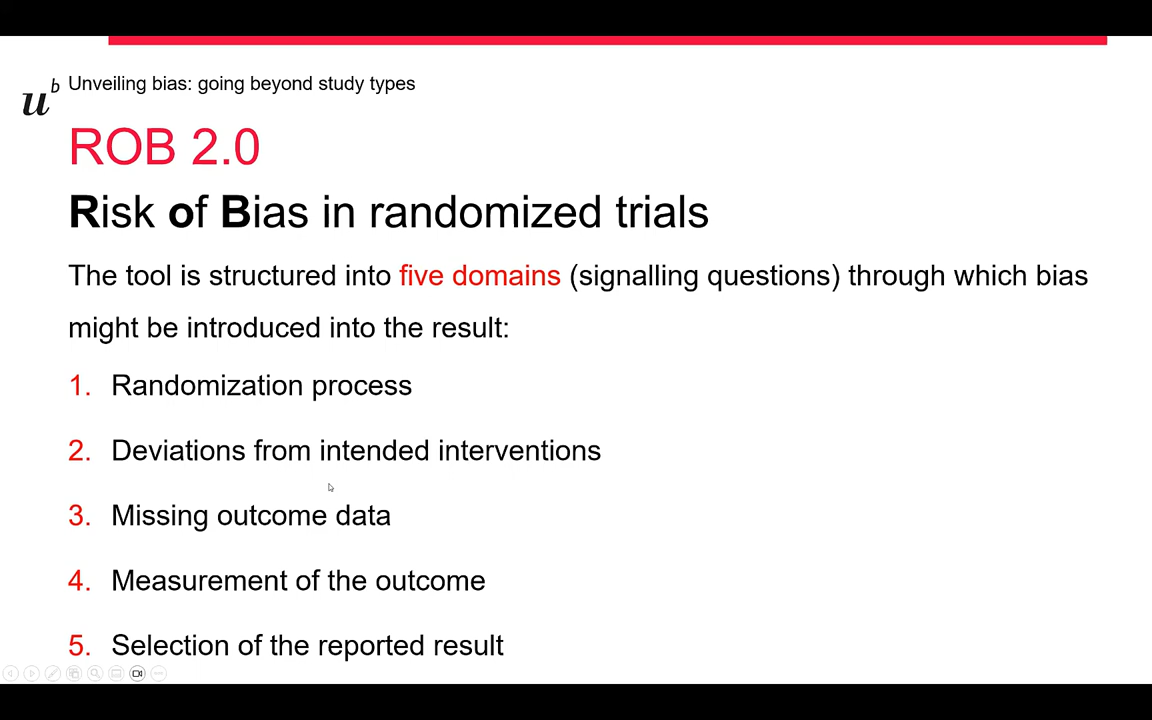 Unveiling bias: going beyond study types
u^b
ROB 2.0
Risk of Bias in randomized trials
The tool is structured into five domains (signalling questions) through which bias
might be introduced into the result:
1. Randomization process
2. Deviations from intended interventions
3. Missing outcome data
4. Measurement of the outcome
5. Selection of the reported result